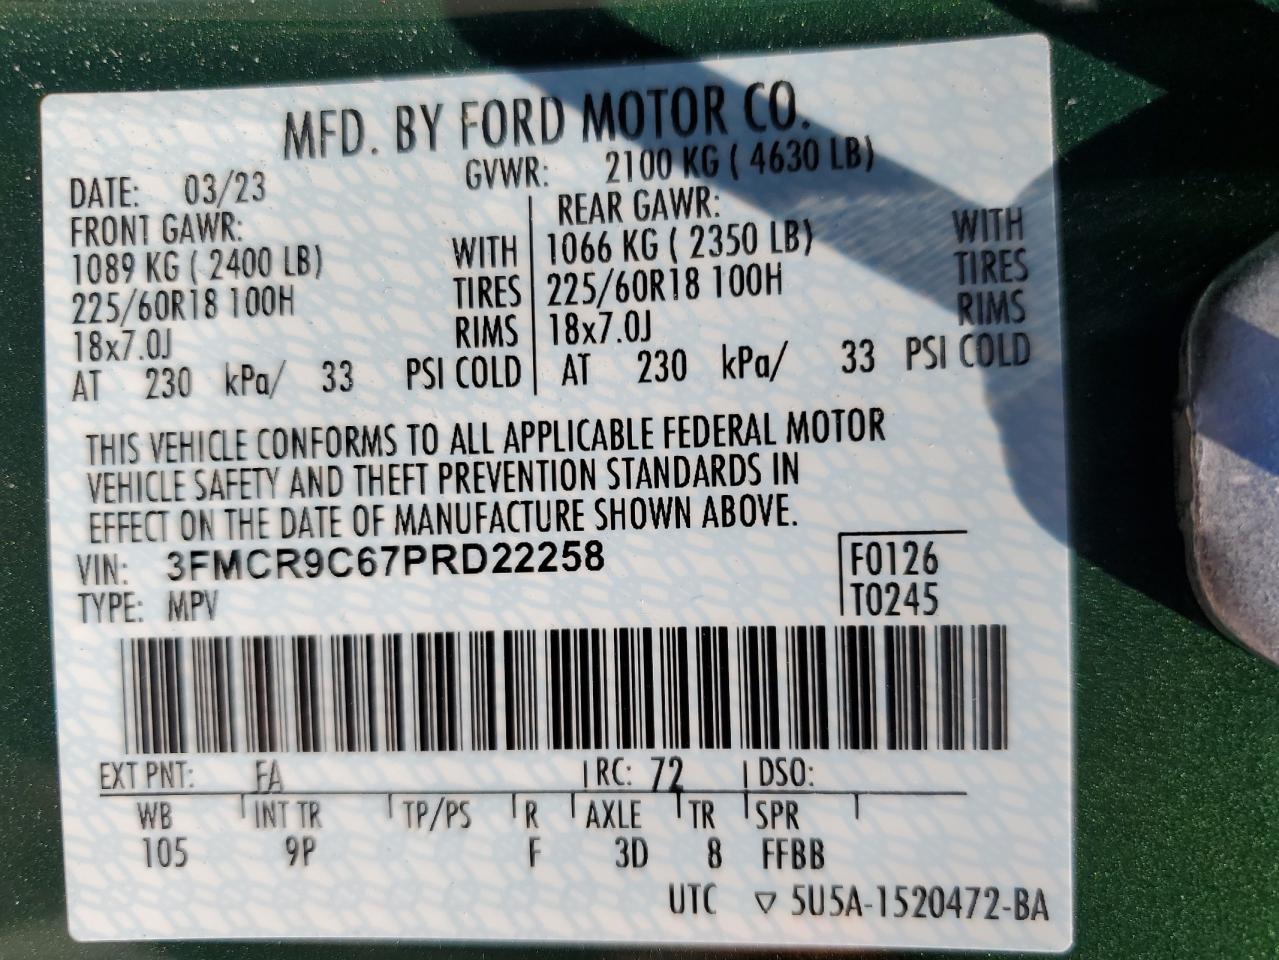 MFD. BY FORD MOTOR CO.
DATE: 03/23 GVWR: 2100 KG ( 4630 LB)
FRONT GAWR: REAR GAWR:
1089 KG ( 2400 LB) WITH 1066 KG ( 2350 LB) WITH
225/60R18 100H TIRES 225/60R18 100H TIRES
18x7.0J RIMS 18x7.0J RIMS
AT 230 kPa/ 33 PSI COLD AT 230 kPa/ 33 PSI COLD
THIS VEHICLE CONFORMS TO ALL APPLICABLE FEDERAL MOTOR
VEHICLE SAFETY AND THEFT PREVENTION STANDARDS IN
EFFECT ON THE DATE OF MANUFACTURE SHOWN ABOVE.
VIN: 3FMCR9C67PRD22258 F0126
TYPE: MPV T0245
EXT PNT: FA RC: 72 DSO:
WB INT TR TP/PS R AXLE TR SPR
105 9P F 3D 8 FFBB
UTC ▽ 5U5A-1520472-BA